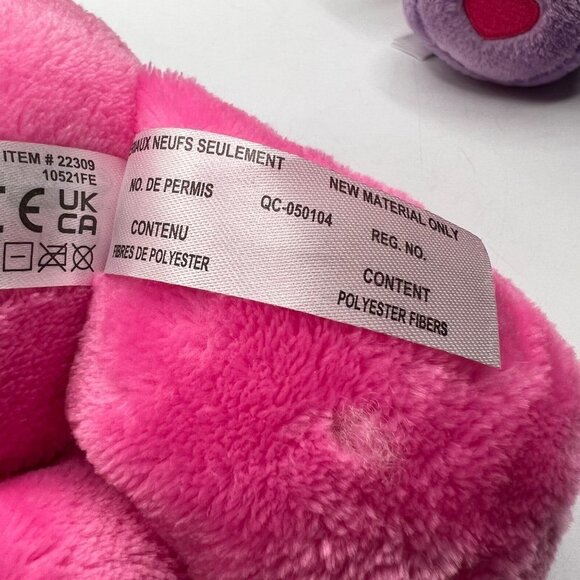 ITEM # 22309
10521FE
CE UK
CA
NEUFS SEULEMENT
NEW MATERIAL ONLY
NO. DE PERMIS
QC-050104
REG. NO.
CONTENU
CONTENT
FIBRES DE POLYESTER
POLYESTER FIBERS